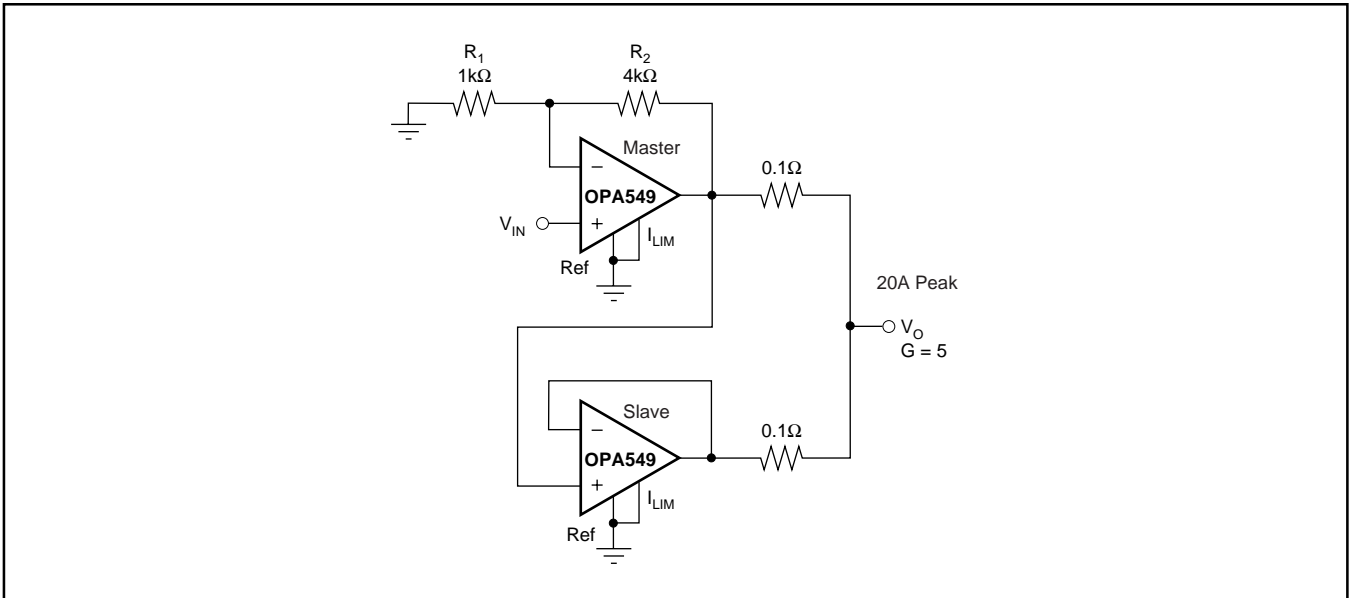 R1
1kΩ
R2
4kΩ
Master
–
OPA549
+
VIN
ILIM
Ref
0.1Ω
20A Peak
VO
G = 5
Slave
–
OPA549
+
ILIM
Ref
0.1Ω